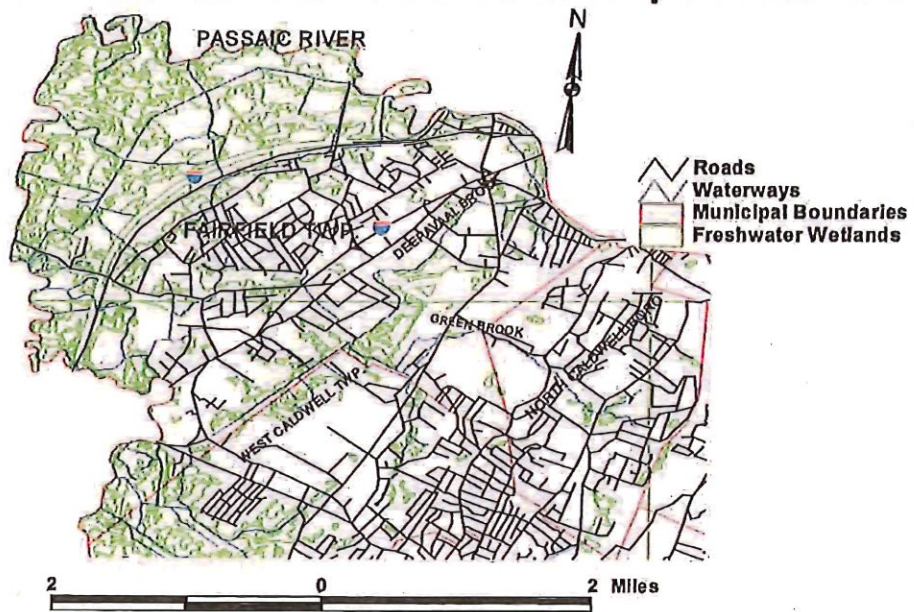 PASSAIC RIVER
N
Roads
Waterways
Municipal Boundaries
Freshwater Wetlands
FAIRFIELD TWP.
DEERAVAAL BROOK
GREEN BROOK
NORTH CALDWELL BORO
WEST CALDWELL TWP
2 0 2 Miles